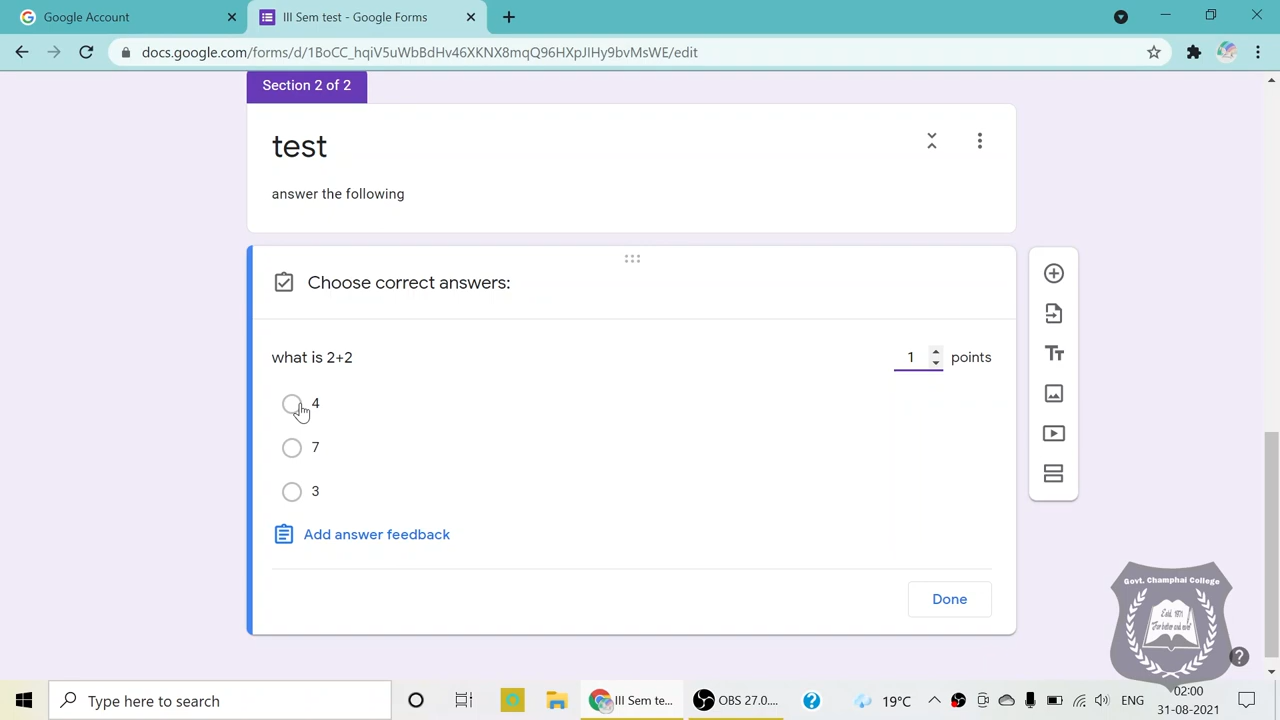 Google Account
III Sem test - Google Forms
docs.google.com/forms/d/1BoCC_hqiV5uWbBdHv46XKNX8mqQ96HXpJIHy9bvMsWE/edit
Section 2 of 2
test
answer the following
Choose correct answers:
what is 2+2
1 points
4
7
3
Add answer feedback
Done
Govt. Champhai College
Estd. 1971
Type here to search
III Sem te...
OBS 27.0....
19°C
ENG
02:00
31-08-2021